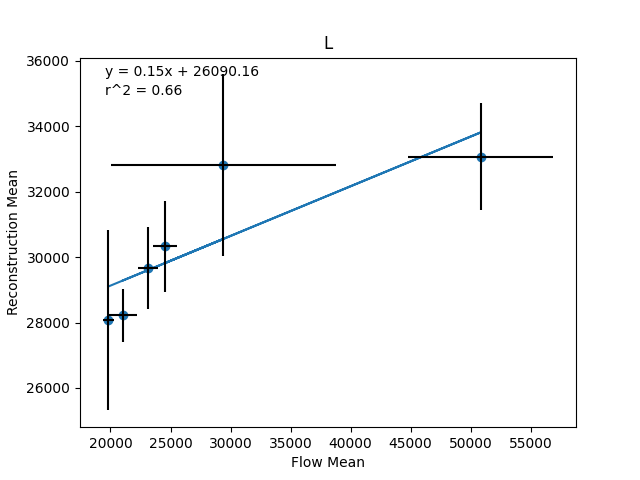 L
y = 0.15x + 26090.16
r^2 = 0.66
36000
34000
32000
30000
28000
26000
Reconstruction Mean
20000 25000 30000 35000 40000 45000 50000 55000
Flow Mean